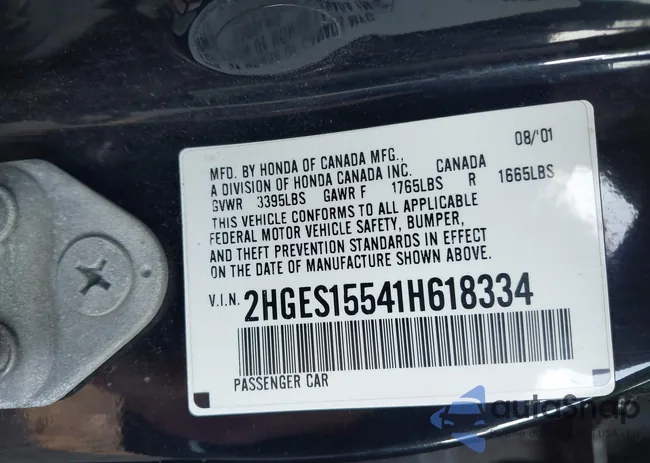 08/'01
MFD. BY HONDA OF CANADA MFG.,
A DIVISION OF HONDA CANADA INC. CANADA
GVWR 3395LBS GAWR F 1765LBS R 1665LBS
THIS VEHICLE CONFORMS TO ALL APPLICABLE
FEDERAL MOTOR VEHICLE SAFETY, BUMPER,
AND THEFT PREVENTION STANDARDS IN EFFECT
ON THE DATE OF MANUFACTURE SHOWN ABOVE.
V.I.N. 2HGES15541H618334
PASSENGER CAR
autoSnap